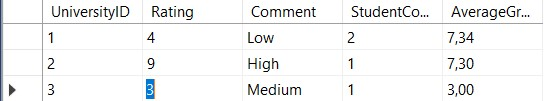 UniversityID Rating Comment StudentCo... AverageGr...
1 4 Low 2 7,34
2 9 High 1 7,30
3 3 Medium 1 3,00